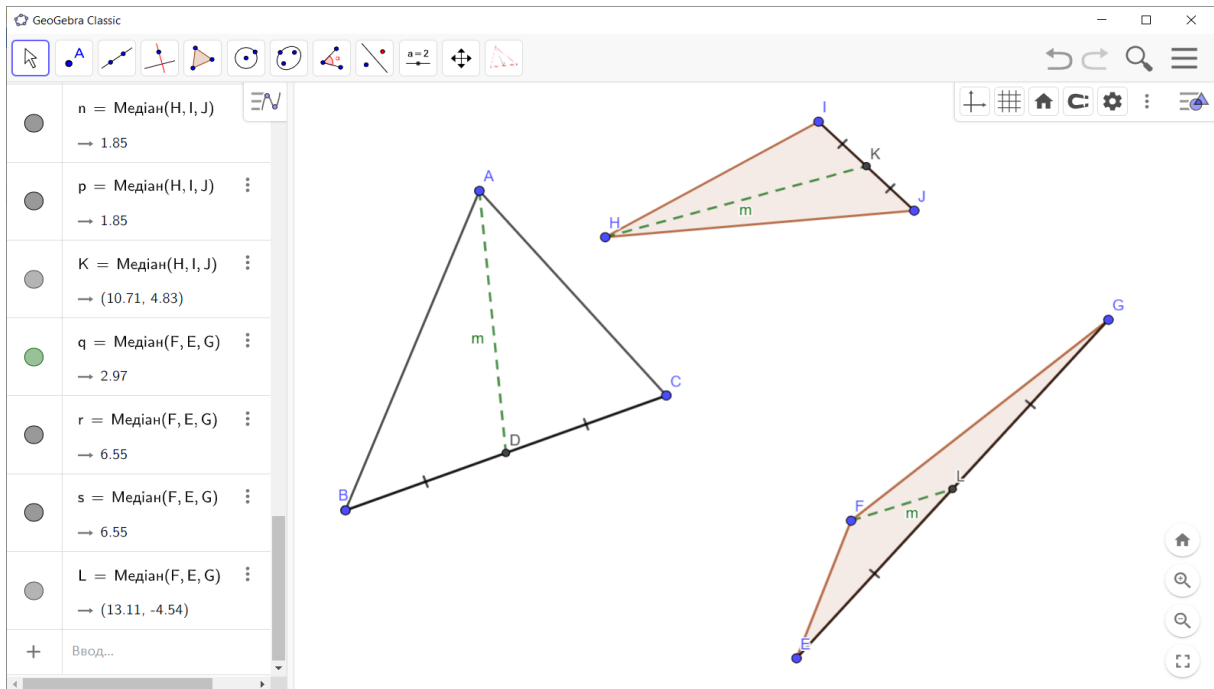 GeoGebra Classic
A
a=2
n = Медіан(H, I, J)
→ 1.85
p = Медіан(H, I, J)
→ 1.85
K = Медіан(H, I, J)
→ (10.71, 4.83)
q = Медіан(F, E, G)
→ 2.97
r = Медіан(F, E, G)
→ 6.55
s = Медіан(F, E, G)
→ 6.55
L = Медіан(F, E, G)
→ (13.11, -4.54)
+ Ввод...
I
K
J
H
m
A
m
C
D
B
G
L
F
m
E